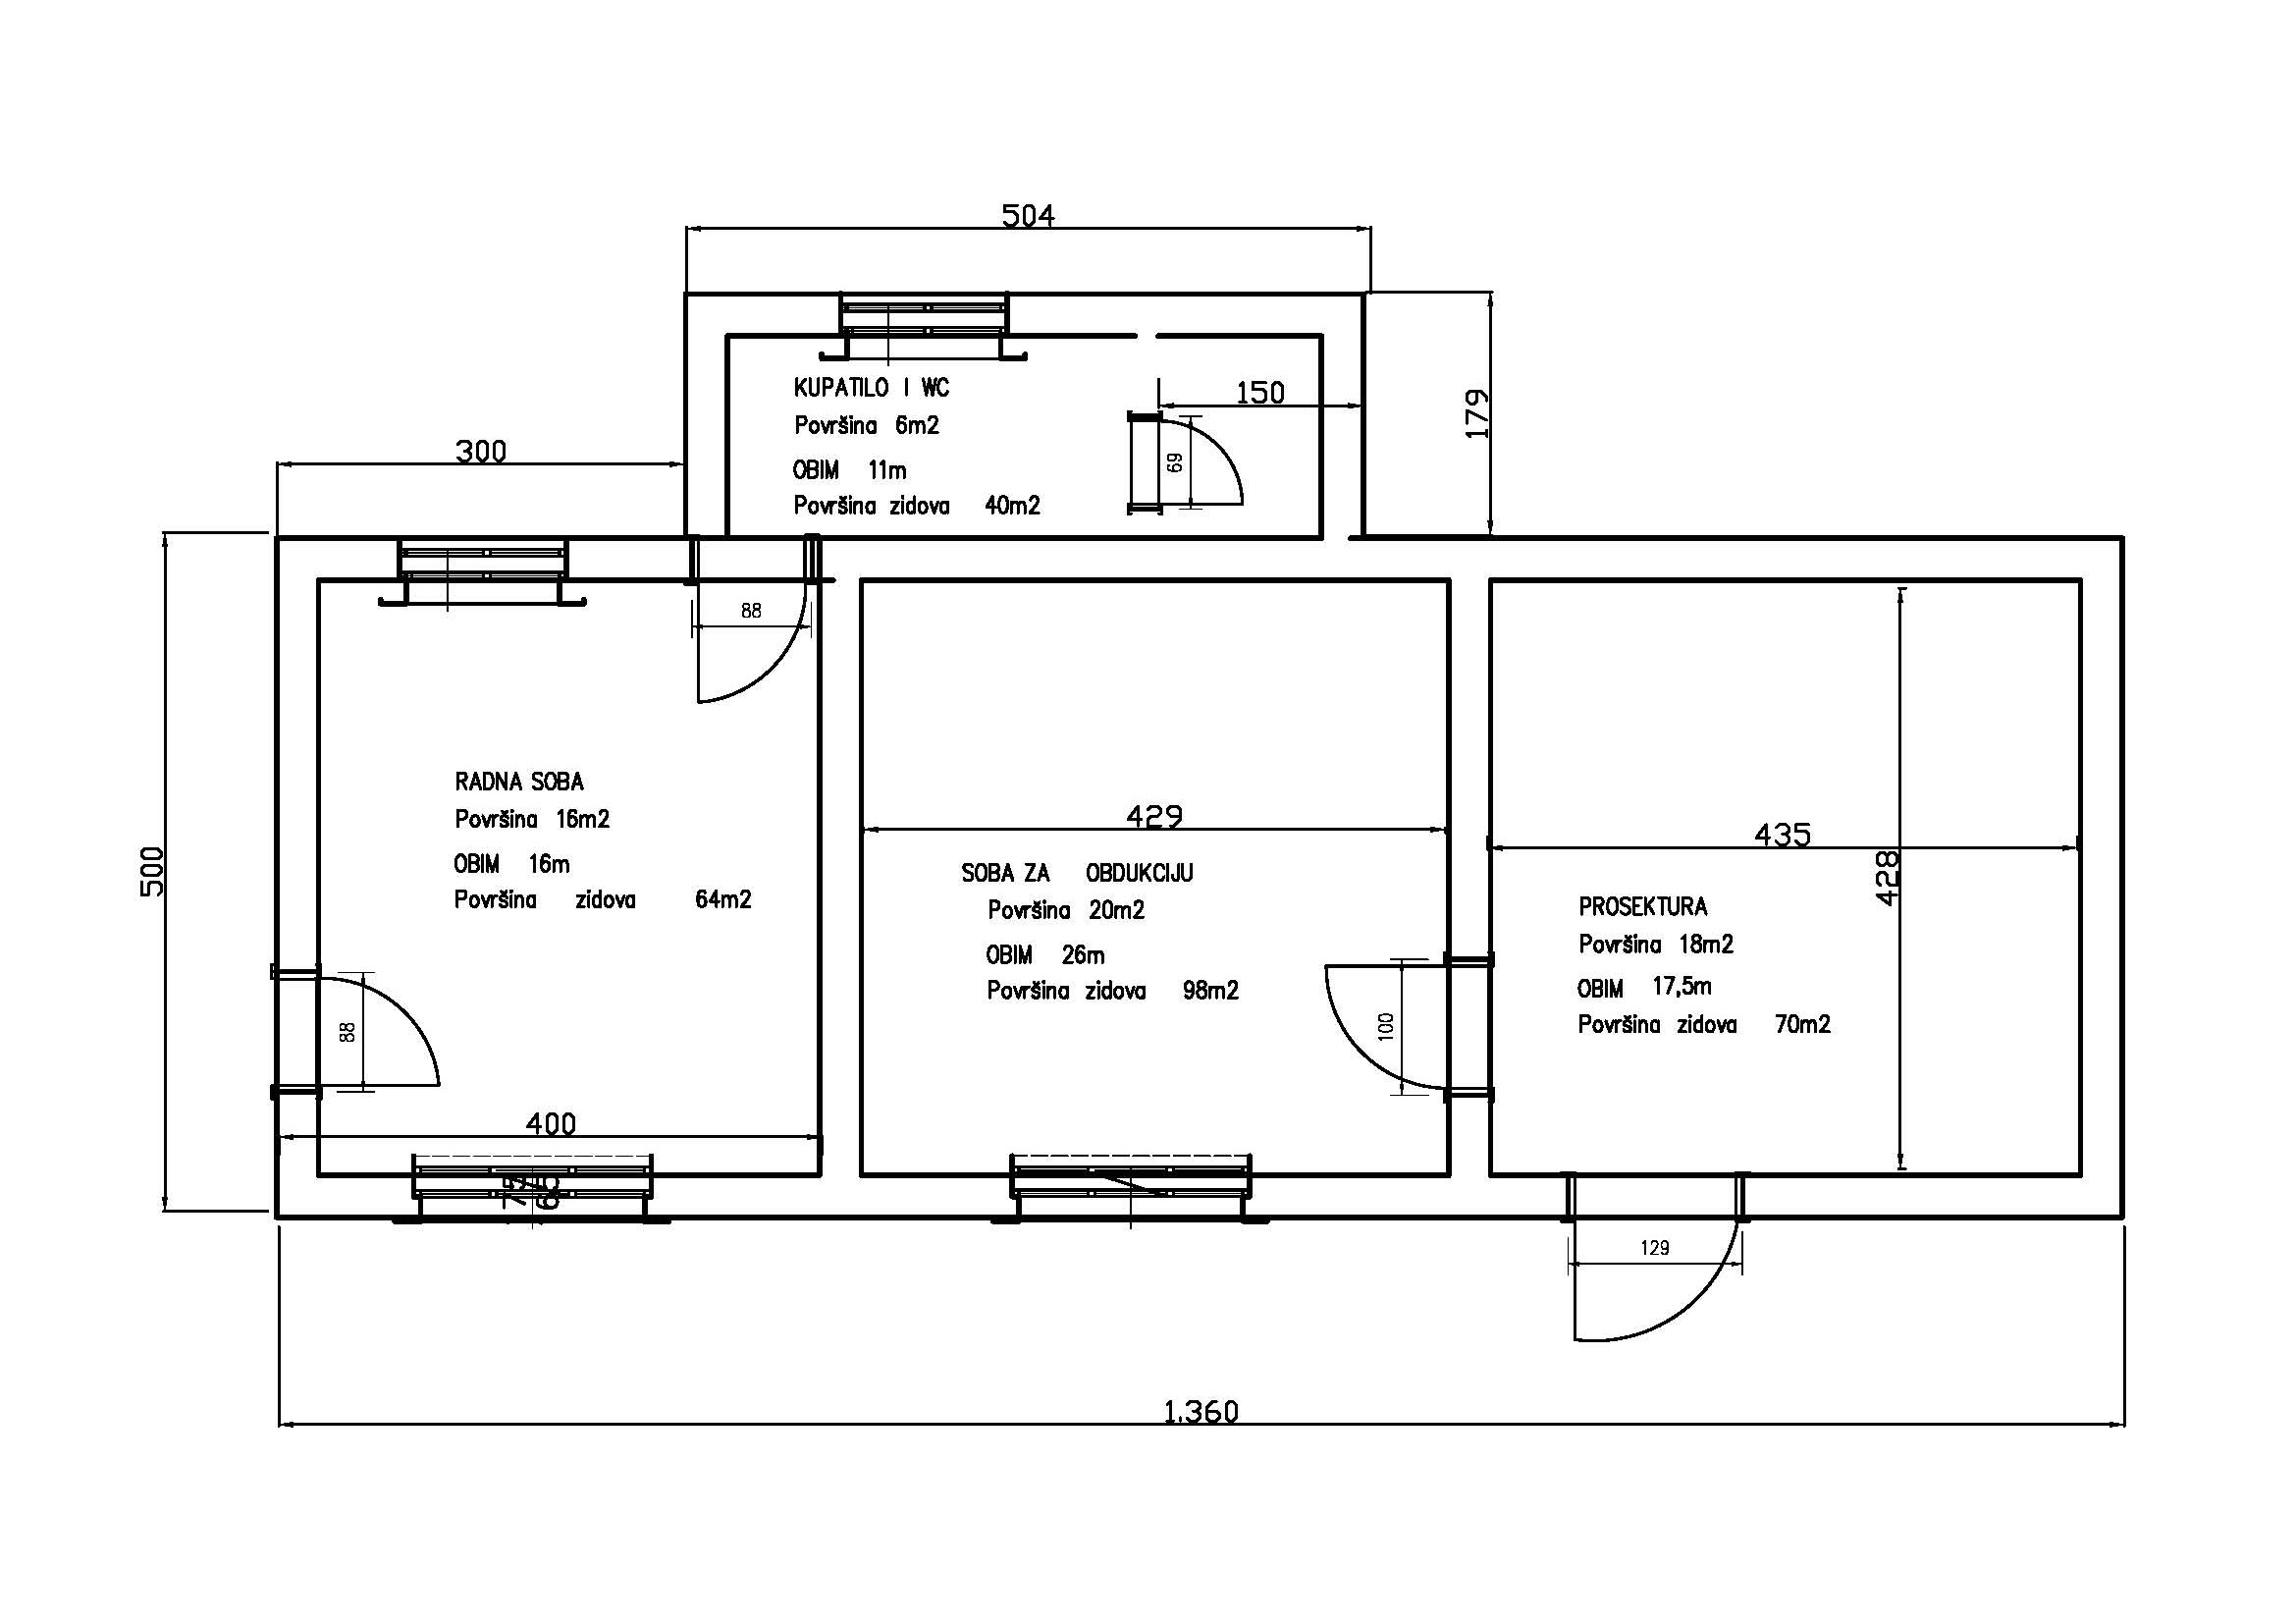 504
KUPATILO I WC
Površina 6m2
OBIM 11m
Površina zidova 40m2
150
69
179
300
88
500
RADNA SOBA
Površina 16m2
OBIM 16m
Površina zidova 64m2
88
400
429
SOBA ZA OBDUKCIJU
Površina 20m2
OBIM 26m
Površina zidova 98m2
100
435
428
PROSEKTURA
Površina 18m2
OBIM 17,5m
Površina zidova 70m2
129
1.360